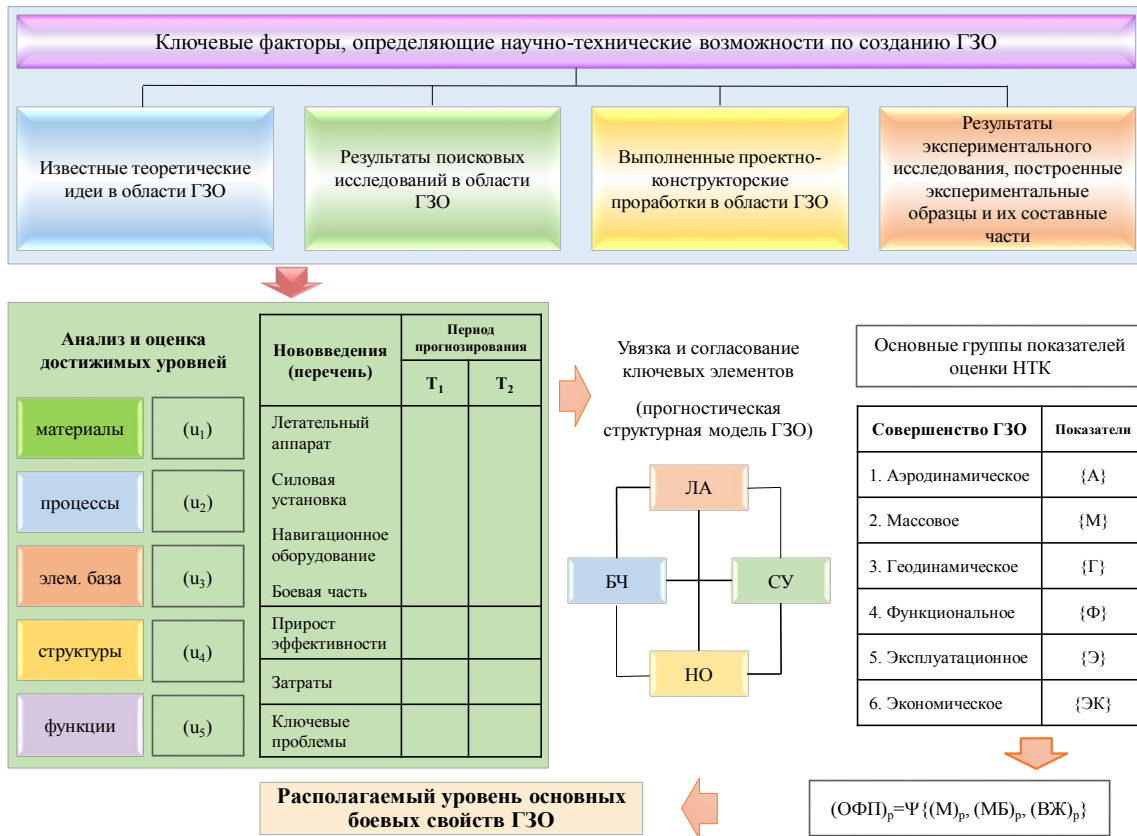 Ключевые факторы, определяющие научно-технические возможности по созданию ГЗО
Известные теоретические
идеи в области ГЗО
Результаты поисковых
исследований в области
ГЗО
Выполненные проектно-
конструкторские
проработки в области ГЗО
Результаты
экспериментального
исследования, построенные
экспериментальные
образцы и их составные
части
Анализ и оценка
достижимых уровней
материалы
(u1)
процессы
(u2)
элем. база
(u3)
структуры
(u4)
функции
(u5)
Нововведения
(перечень)
Период
прогнозирования
T1
T2
Летательный
аппарат
Силовая
установка
Навигационное
оборудование
Боевая часть
Прирост
эффективности
Затраты
Ключевые
проблемы
Увязка и согласование
ключевых элементов
(прогностическая
структурная модель ГЗО)
ЛА
БЧ
СУ
НО
Основные группы показателей
оценки НТК
Совершенство ГЗО
Показатели
1. Аэродинамическое
{А}
2. Массовое
{М}
3. Геодинамическое
{Г}
4. Функциональное
{Ф}
5. Эксплуатационное
{Э}
6. Экономическое
{ЭК}
(ОФП)р=Ψ{(М)р, (МБ)р, (ВЖ)р}
Располагаемый уровень основных
боевых свойств ГЗО